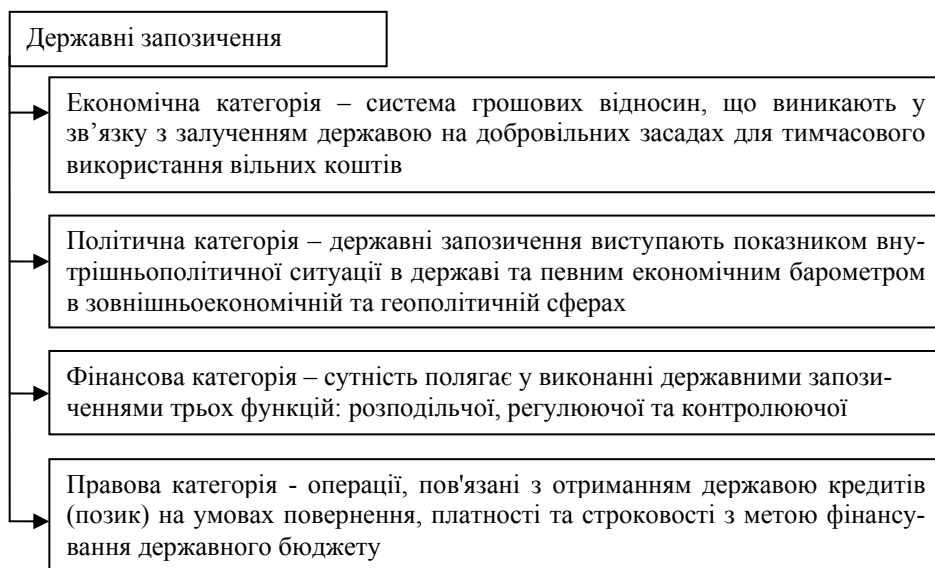 Державні запозичення
Економічна категорія – система грошових відносин, що виникають у
зв’язку з залученням державою на добровільних засадах для тимчасового
використання вільних коштів
Політична категорія – державні запозичення виступають показником вну-
трішньополітичної ситуації в державі та певним економічним барометром
в зовнішньоекономічній та геополітичній сферах
Фінансова категорія – сутність полягає у виконанні державними запози-
ченнями трьох функцій: розподільчої, регулюючої та контролюючої
Правова категорія - операції, пов'язані з отриманням державою кредитів
(позик) на умовах повернення, платності та строковості з метою фінансу-
вання державного бюджету